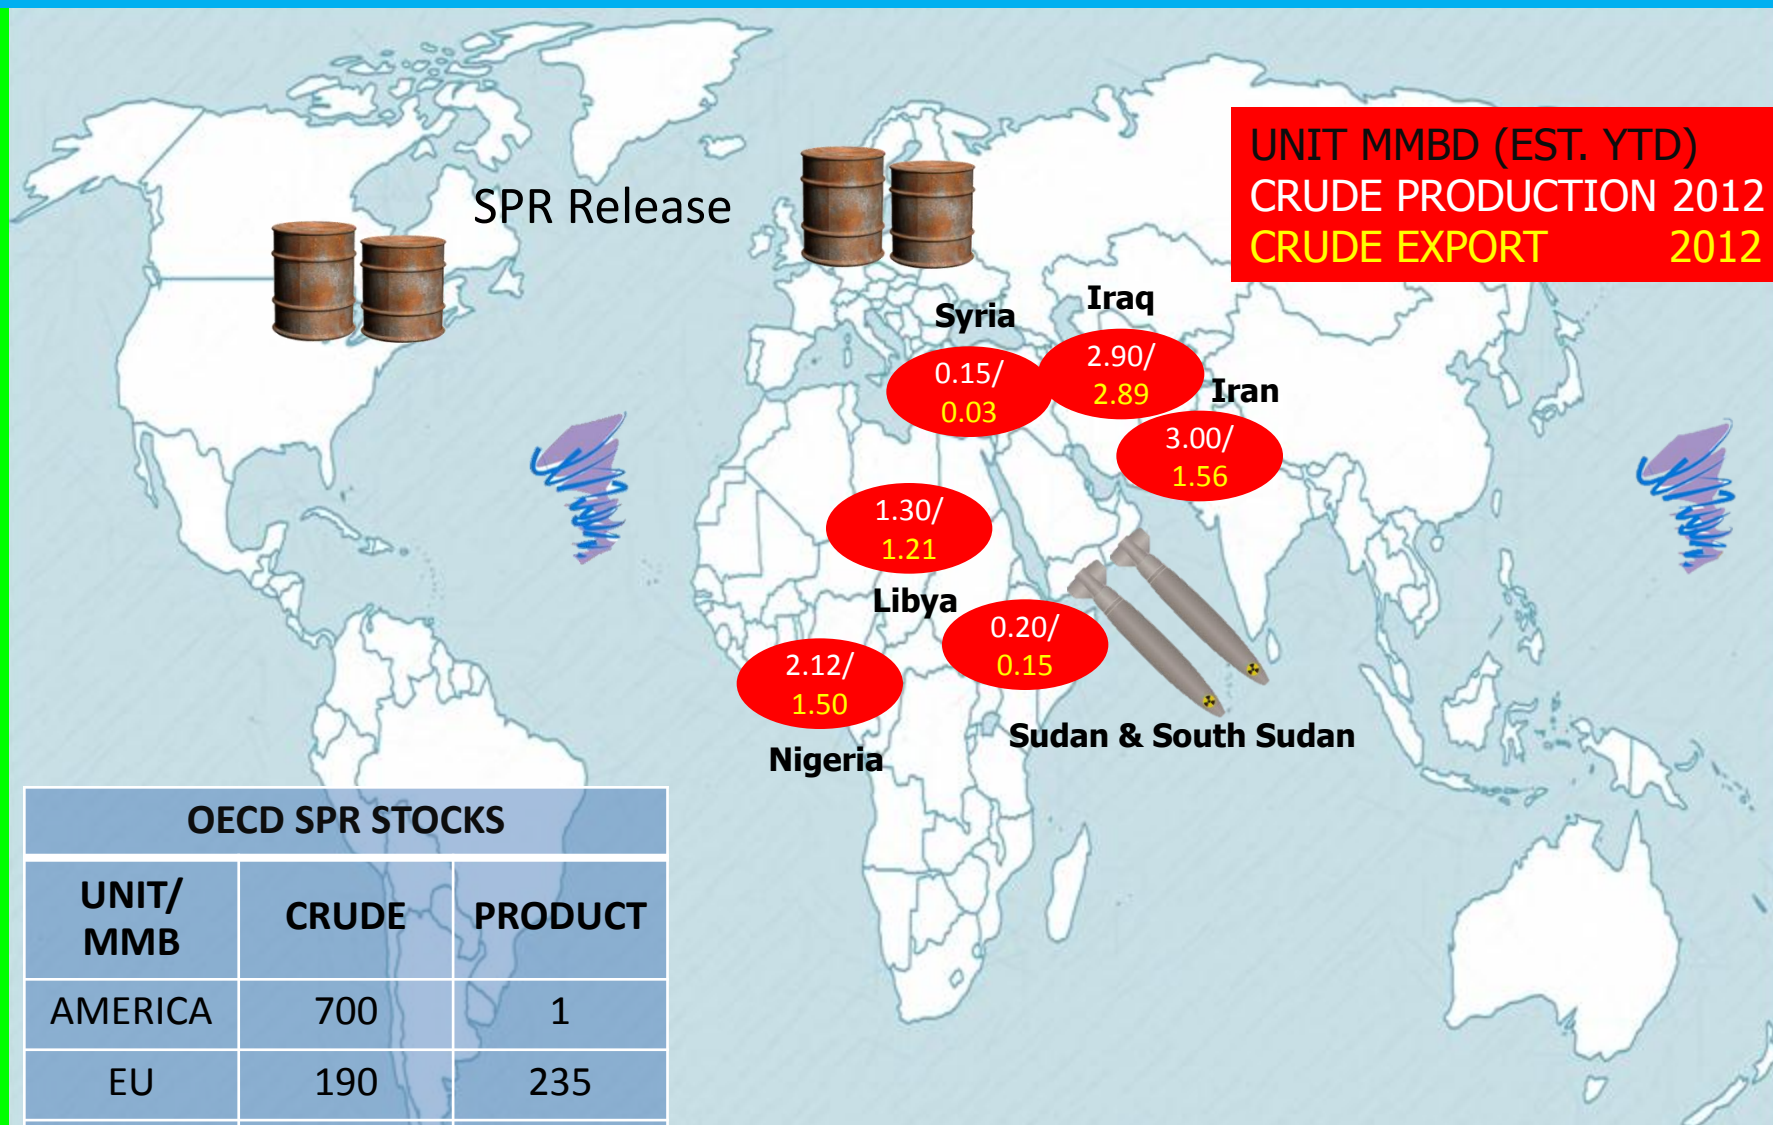 UNIT MMBD (EST. YTD)
CRUDE PRODUCTION 2012
CRUDE EXPORT 2012
SPR Release
Syria
0.15/
0.03
Iraq
2.90/
2.89
Iran
3.00/
1.56
1.30/
1.21
Libya
0.20/
0.15
Sudan & South Sudan
2.12/
1.50
Nigeria
OECD SPR STOCKS
UNIT/
MMB
CRUDE
PRODUCT
AMERICA 700 1
EU 190 235